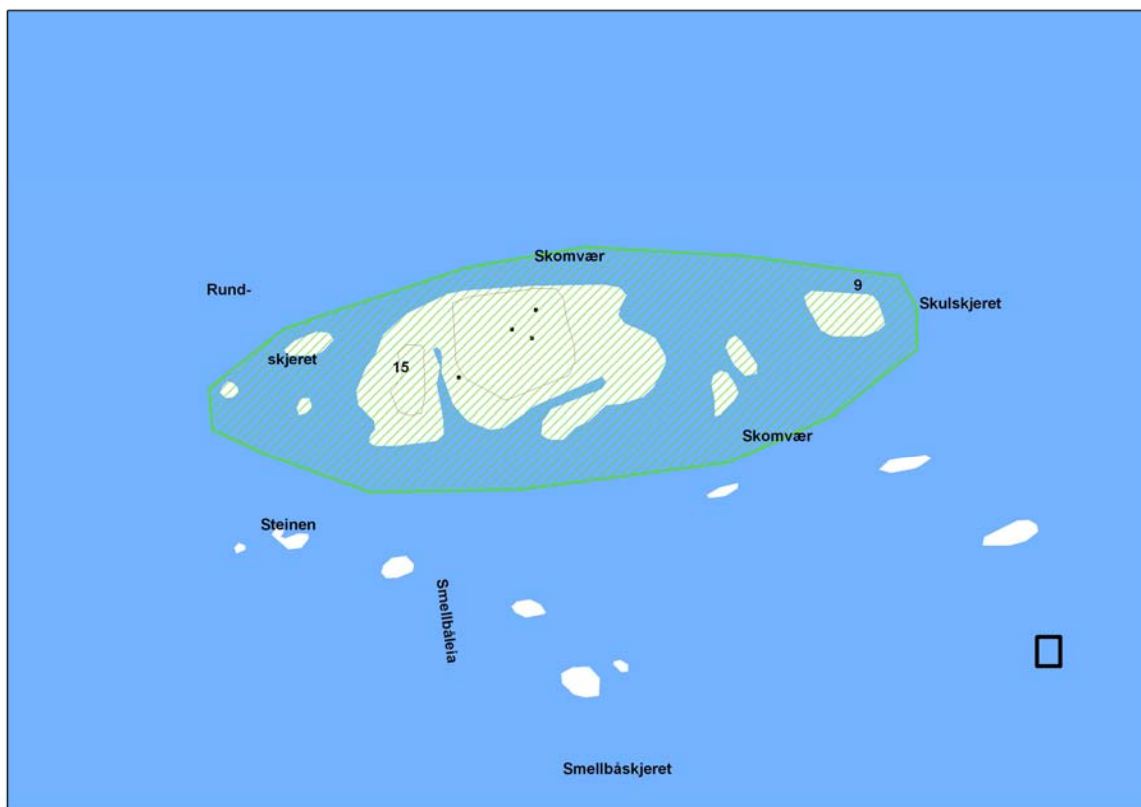 Skomvær
9
Rund-
Skulskjeret
skjeret
15
Skomvær
Steinen
Smellbåleia
Smellbåskjeret